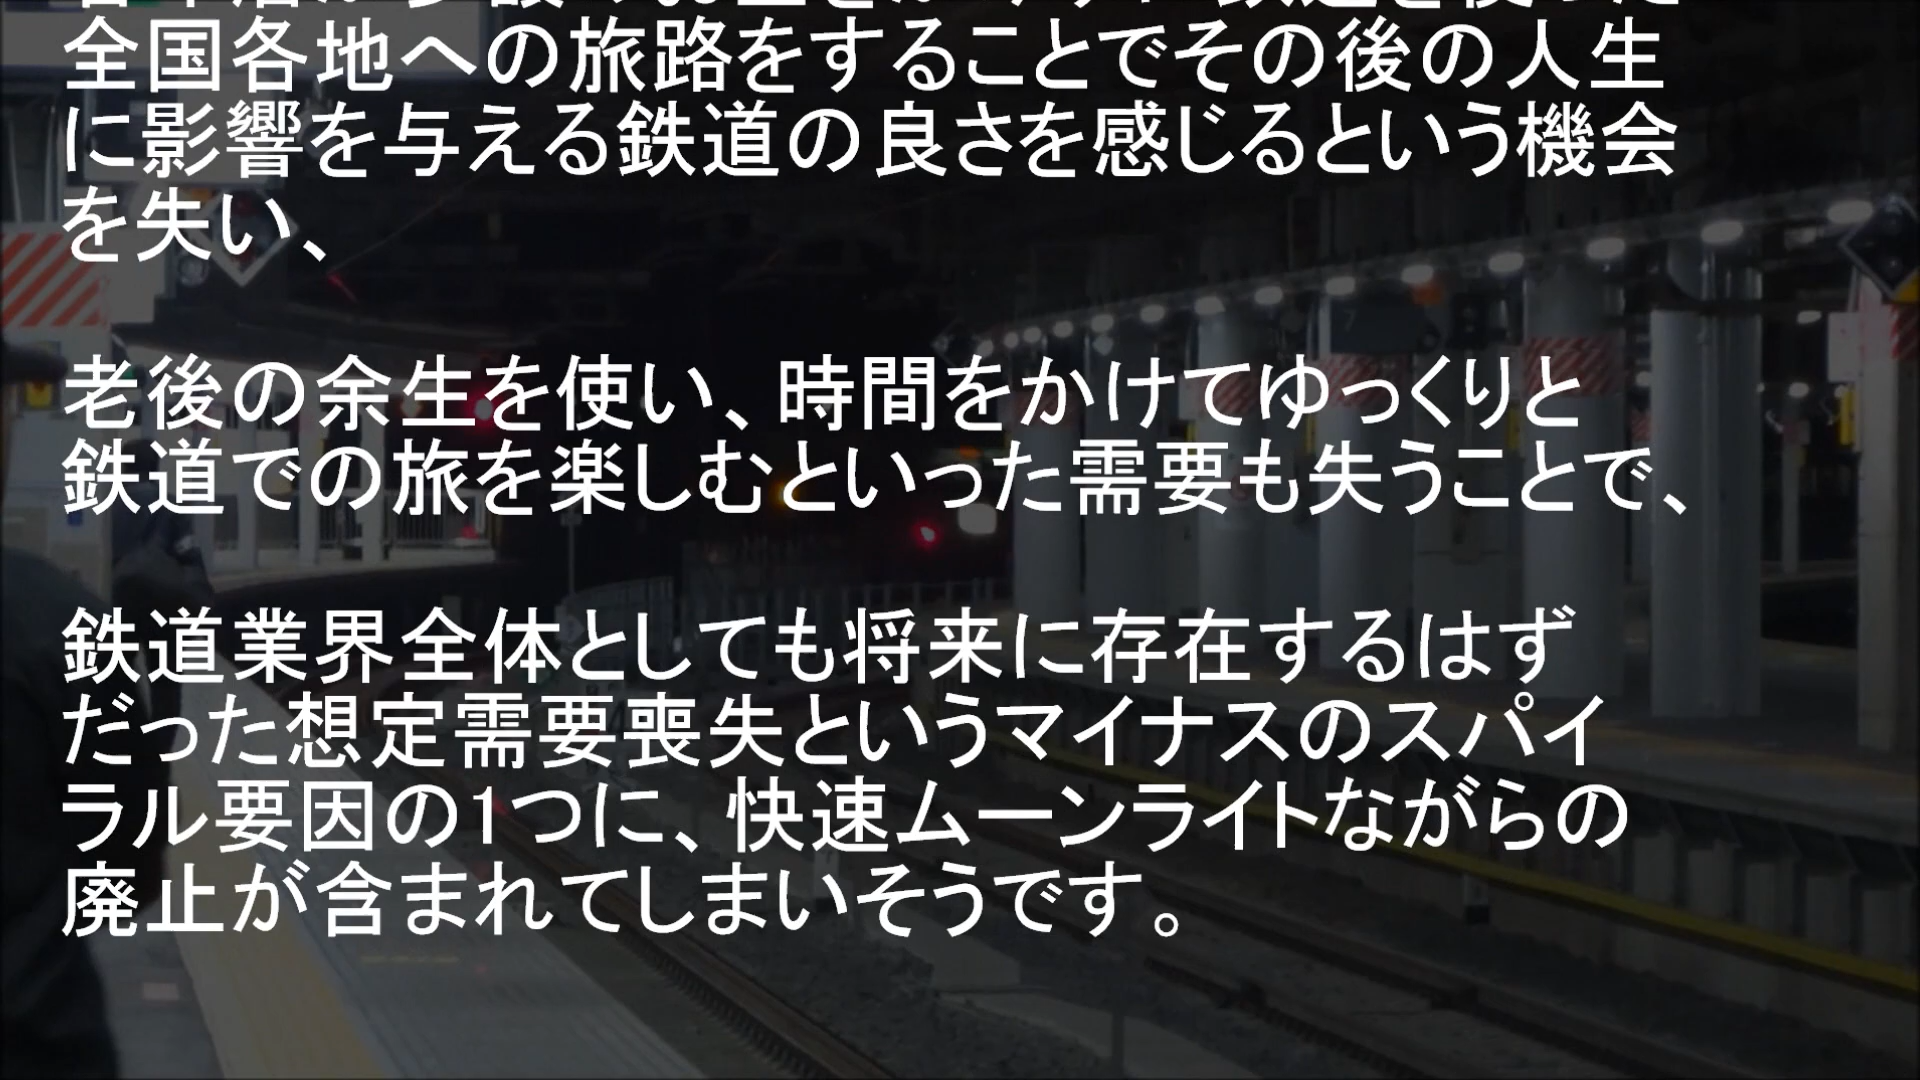 全国各地への旅路をすることでその後の人生
に影響を与える鉄道の良さを感じるという機会
を失い、
老後の余生を使い、時間をかけてゆっくりと
鉄道での旅を楽しむといった需要も失うことで、
鉄道業界全体としても将来に存在するはず
だった想定需要喪失というマイナスのスパイ
ラル要因の1つに、快速ムーンライトながらの
廃止が含まれてしまいそうです。